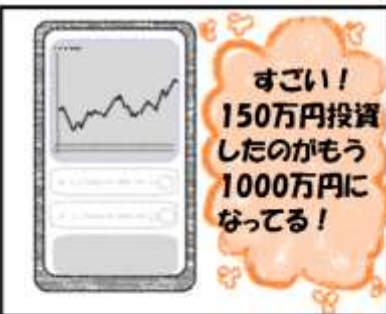 すごい！
150万円投資
したのがもう
1000万円に
なってる！